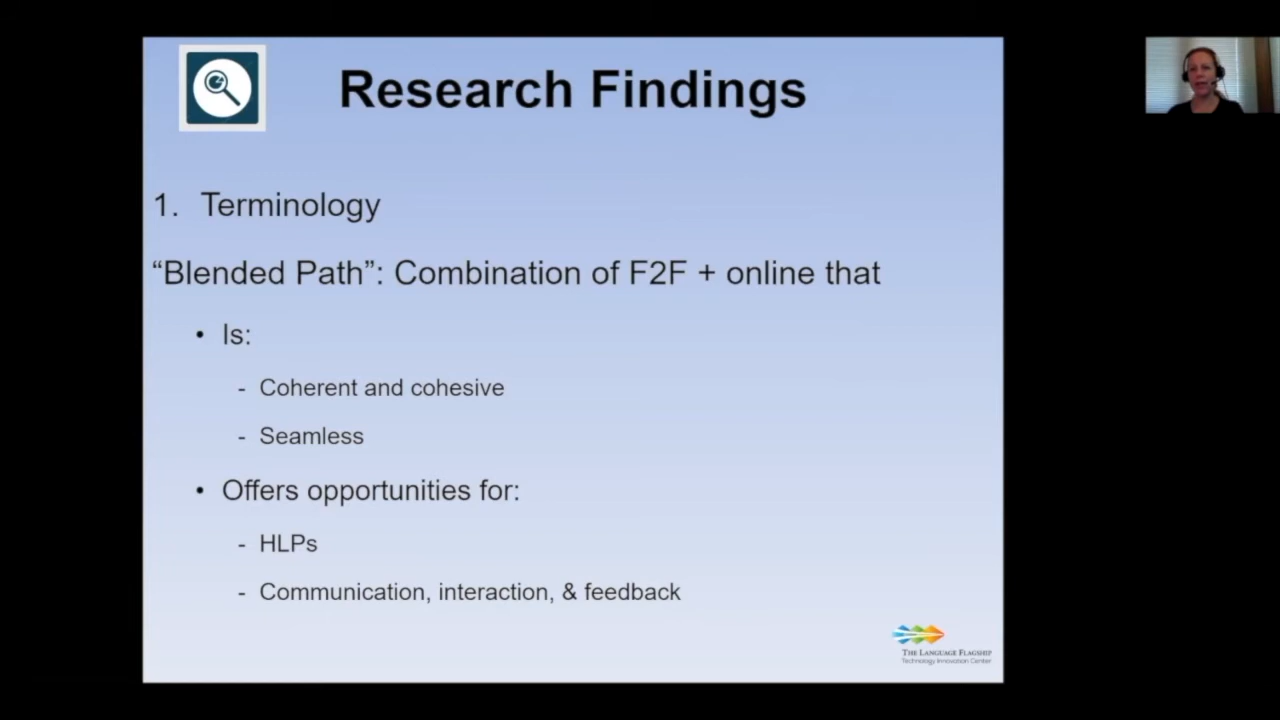 Research Findings
1. Terminology
“Blended Path”: Combination of F2F + online that
• Is:
- Coherent and cohesive
- Seamless
• Offers opportunities for:
- HLPs
- Communication, interaction, & feedback
THE LANGUAGE FLAGSHIP
Technology Innovation Center